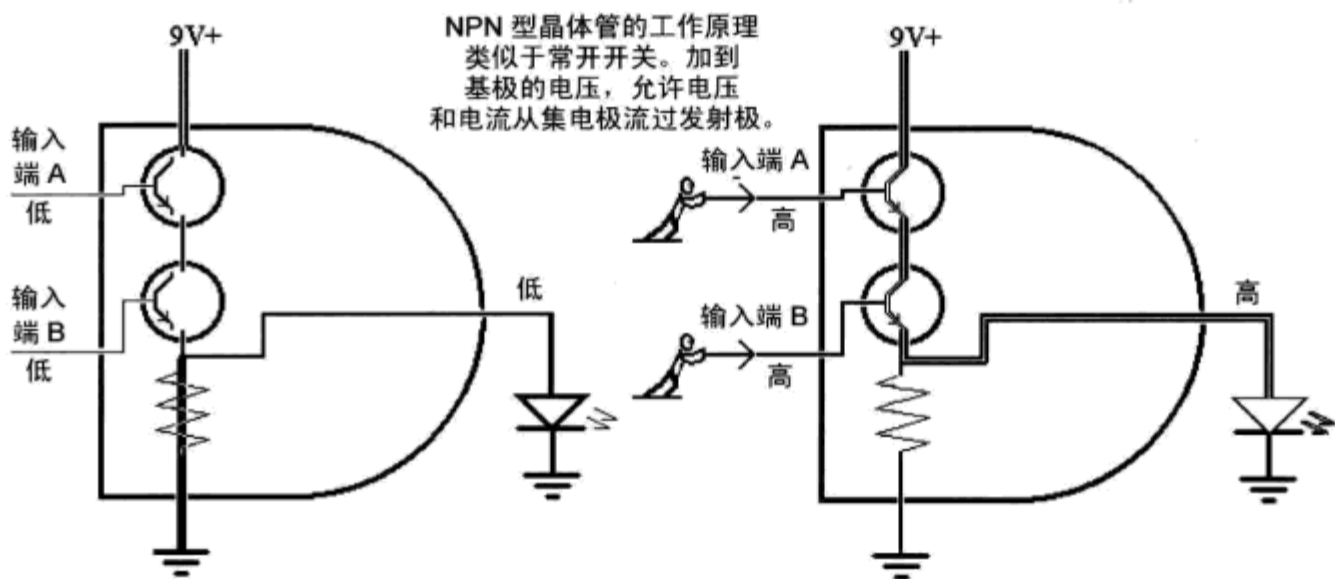 NPN 型晶体管的工作原理
类似于常开开关。加到
基极的电压，允许电压
和电流从集电极流过发射极。
9V+
输入
端 A
低
输入
端 B
低
低
9V+
输入端 A
高
输入端 B
高
高